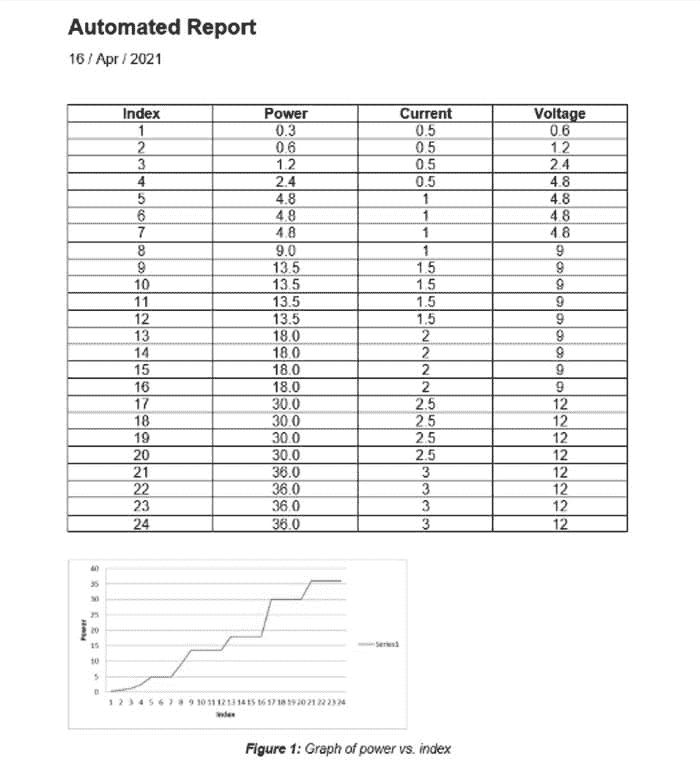 Automated Report
16 / Apr / 2021
Index Power Current Voltage
1 0.3 0.5 0.6
2 0.6 0.5 1.2
3 1.2 0.5 2.4
4 2.4 0.5 4.8
5 4.8 1 4.8
6 4.8 1 4.8
7 4.8 1 4.8
8 9.0 1 9
9 13.5 1.5 9
10 13.5 1.5 9
11 13.5 1.5 9
12 13.5 1.5 9
13 18.0 2 9
14 18.0 2 9
15 18.0 2 9
16 18.0 2 9
17 30.0 2.5 12
18 30.0 2.5 12
19 30.0 2.5 12
20 30.0 2.5 12
21 36.0 3 12
22 36.0 3 12
23 36.0 3 12
24 36.0 3 12
40
35
30
25
20
15
10
5
0
Power
Series1
1 2 3 4 5 6 7 8 9 10 11 12 13 14 15 16 17 18 19 20 21 22 23 24
Index
Figure 1: Graph of power vs. index